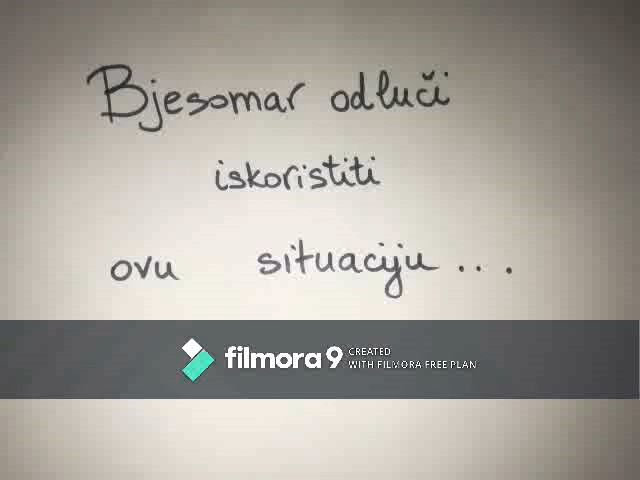 Bjesomar odluči
iskoristiti
ovu situaciju ...
filmora 9 CREATED
WITH FILMORA FREE PLAN